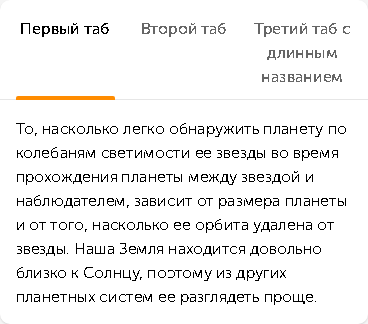 Первый таб
Второй таб
Третий таб с
длинным
названием
То, насколько легко обнаружить планету по
колебаням светимости ее звезды во время
прохождения планеты между звездой и
наблюдателем, зависит от размера планеты
и от того, насколько ее орбита удалена от
звезды. Наша Земля находится довольно
близко к Солнцу, поэтому из других
планетных систем ее разглядеть проще.